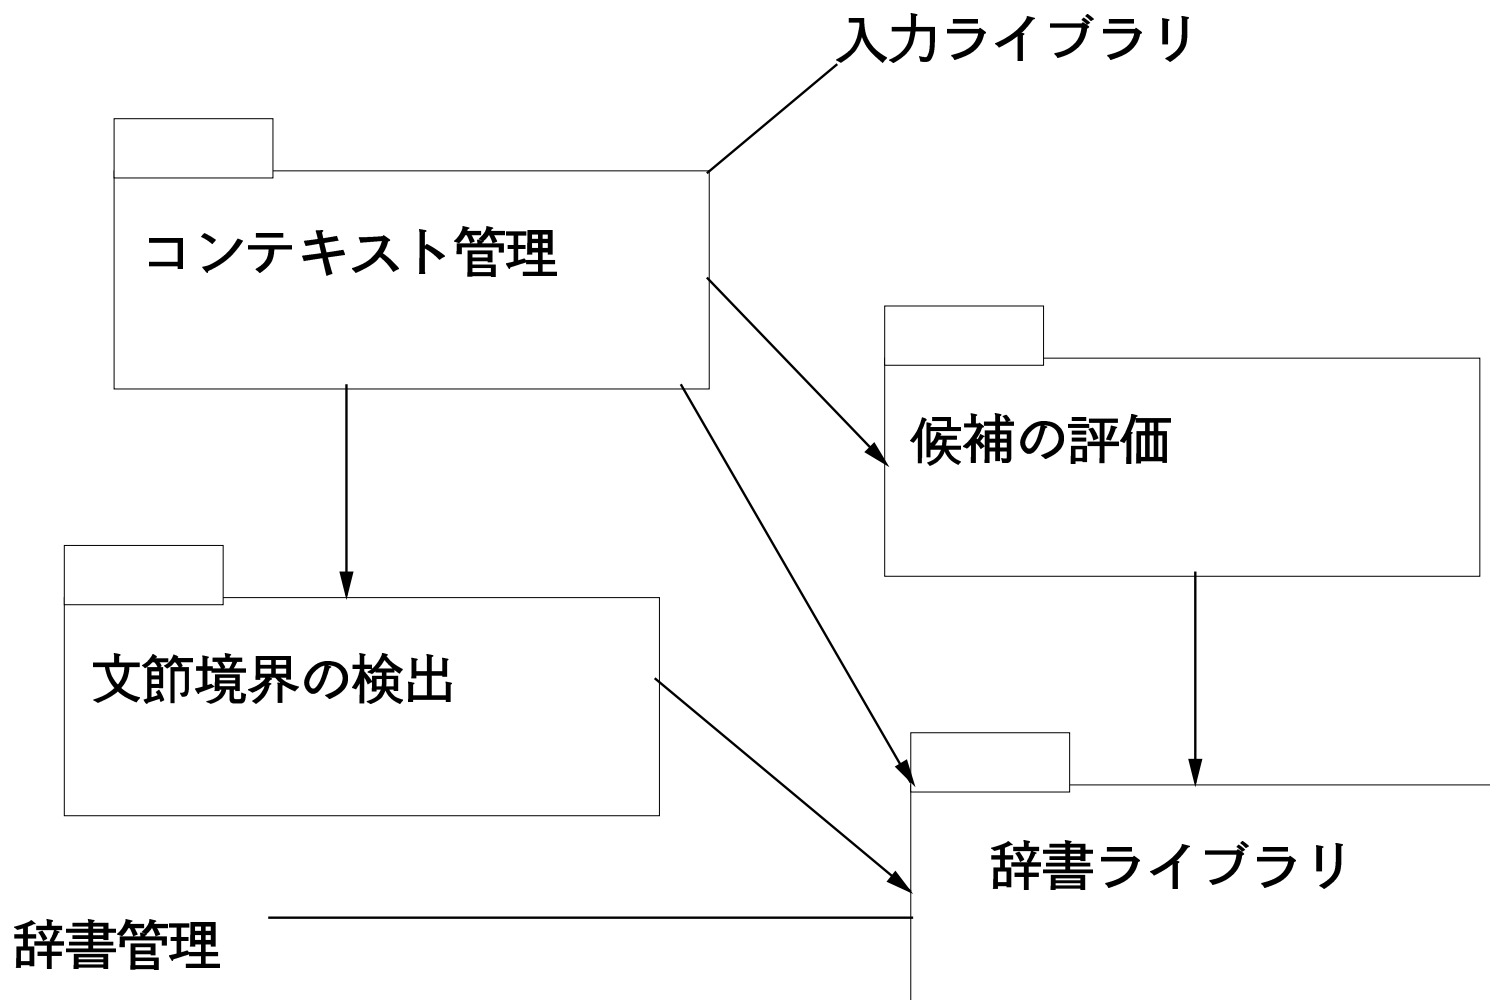 入力ライブラリ
コンテキスト管理
候補の評価
文節境界の検出
辞書ライブラリ
辞書管理